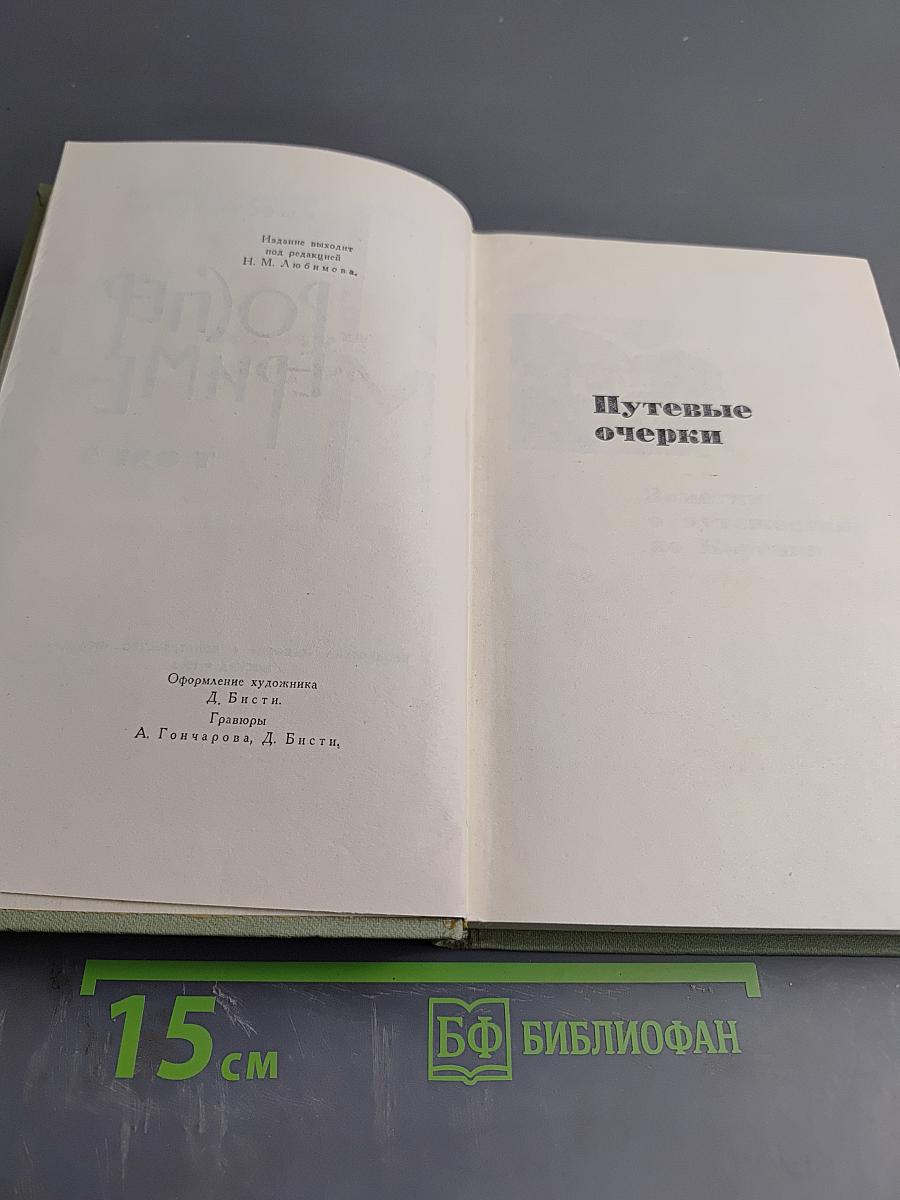 Издание выходит
под редакцией
Н. М. Любимова.
Оформление художника
Д. Бисти.
Гравюры
А. Гончарова, Д. Бисти.
Путевые
очерки
15 см
БФ БИБЛИОФАН